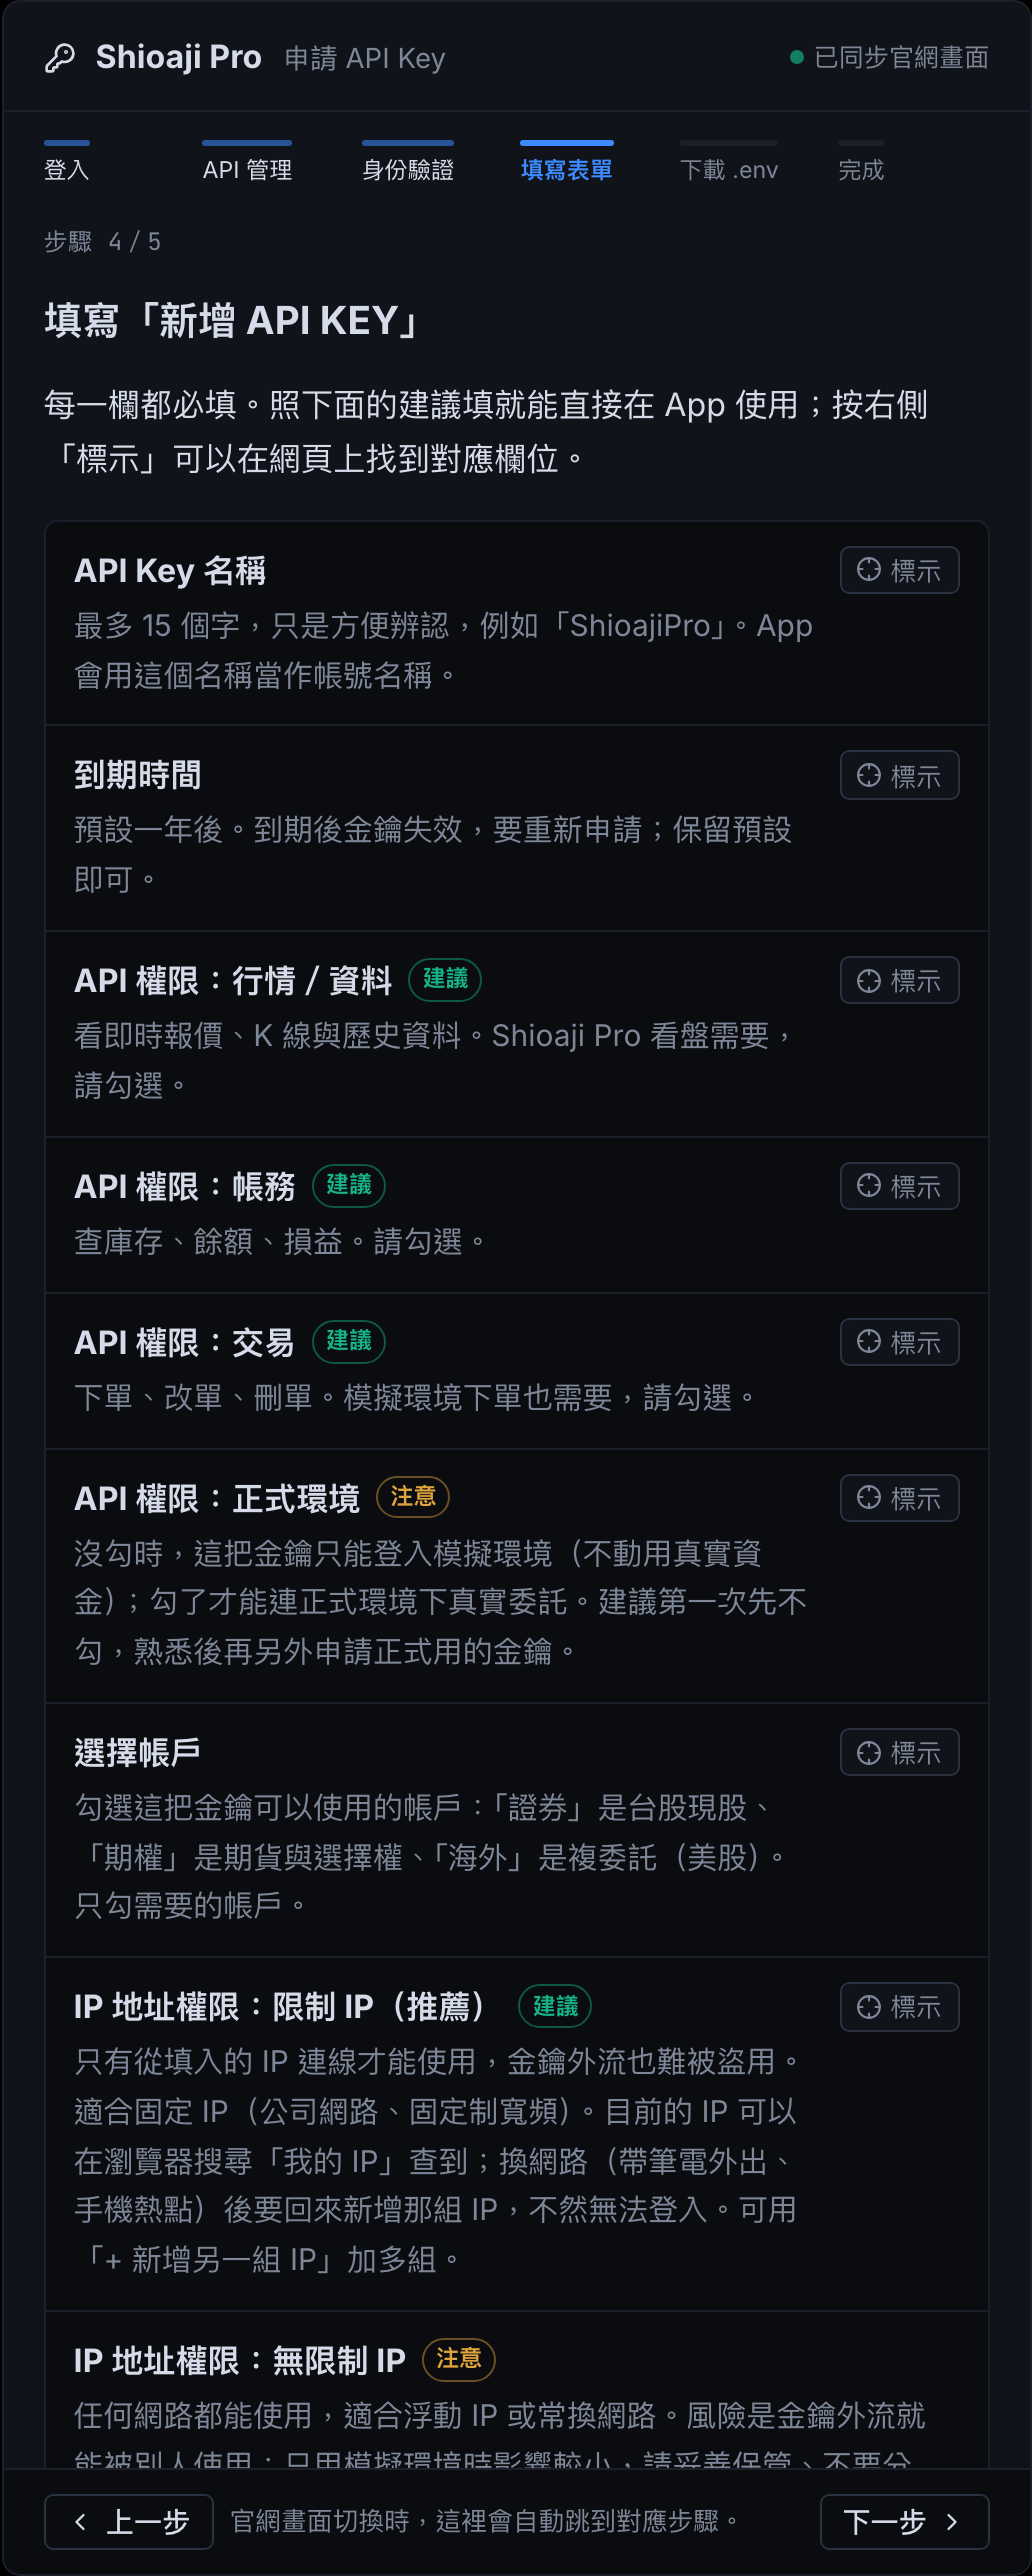 Shioaji Pro 申請 API Key
已同步官網畫面
登入
API 管理
身份驗證
填寫表單
下載 .env
完成
步驟 4 / 5
填寫「新增 API KEY」
每一欄都必填。照下面的建議填就能直接在 App 使用；按右側
「標示」可以在網頁上找到對應欄位。
API Key 名稱
標示
最多 15 個字，只是方便辨認，例如「ShioajiPro」。App
會用這個名稱當作帳號名稱。
到期時間
標示
預設一年後。到期後金鑰失效，要重新申請；保留預設
即可。
API 權限：行情 / 資料 建議
標示
看即時報價、K 線與歷史資料。Shioaji Pro 看盤需要，
請勾選。
API 權限：帳務 建議
標示
查庫存、餘額、損益。請勾選。
API 權限：交易 建議
標示
下單、改單、刪單。模擬環境下單也需要，請勾選。
API 權限：正式環境 注意
標示
沒勾時，這把金鑰只能登入模擬環境（不動用真實資
金）；勾了才能連正式環境下真實委託。建議第一次先不
勾，熟悉後再另外申請正式用的金鑰。
選擇帳戶
標示
勾選這把金鑰可以使用的帳戶：「證券」是台股現股、
「期權」是期貨與選擇權、「海外」是複委託（美股）。
只勾需要的帳戶。
IP 地址權限：限制 IP（推薦） 建議
標示
只有從填入的 IP 連線才能使用，金鑰外流也難被盜用。
適合固定 IP（公司網路、固定制寬頻）。目前的 IP 可以
在瀏覽器搜尋「我的 IP」查到；換網路（帶筆電外出、
手機熱點）後要回來新增那組 IP，不然無法登入。可用
「+ 新增另一組 IP」加多組。
IP 地址權限：無限制 IP 注意
任何網路都能使用，適合浮動 IP 或常換網路。風險是金鑰外流就
能被別人使用；只用模擬環境時影響較小，請妥善保管、不要分
上一步
官網畫面切換時，這裡會自動跳到對應步驟。
下一步